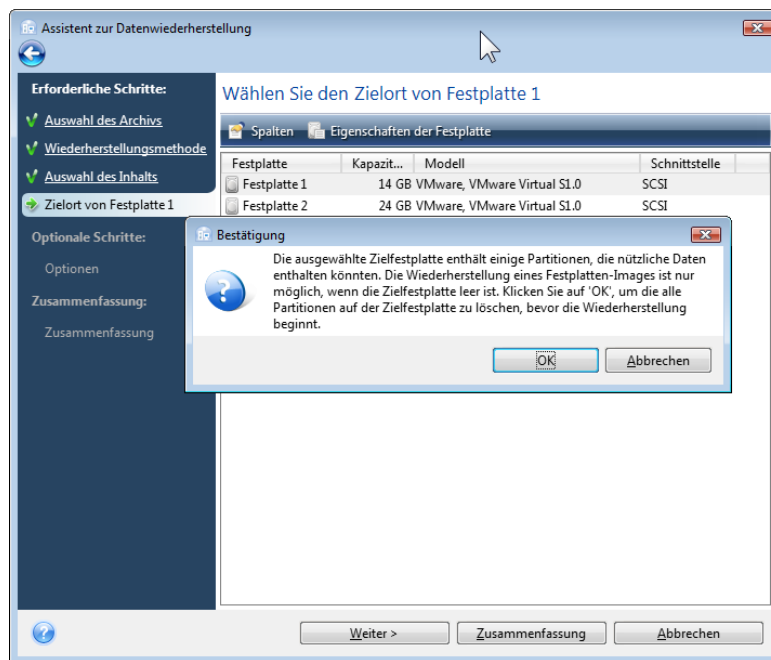 Assistent zur Datenwiederherstellung
Erforderliche Schritte:
Auswahl des Archivs
Wiederherstellungsmethode
Auswahl des Inhalts
Zielort von Festplatte 1
Optionale Schritte:
Optionen
Zusammenfassung:
Zusammenfassung
Wählen Sie den Zielort von Festplatte 1
Spalten Eigenschaften der Festplatte
Festplatte Kapazit... Modell Schnittstelle
Festplatte 1 14 GB VMware, VMware Virtual S1.0 SCSI
Festplatte 2 24 GB VMware, VMware Virtual S1.0 SCSI
Bestätigung
Die ausgewählte Zielfestplatte enthält einige Partitionen, die nützliche Daten
enthalten könnten. Die Wiederherstellung eines Festplatten-Images ist nur
möglich, wenn die Zielfestplatte leer ist. Klicken Sie auf 'OK', um die alle
Partitionen auf der Zielfestplatte zu löschen, bevor die Wiederherstellung
beginnt.
OK Abbrechen
Weiter > Zusammenfassung Abbrechen